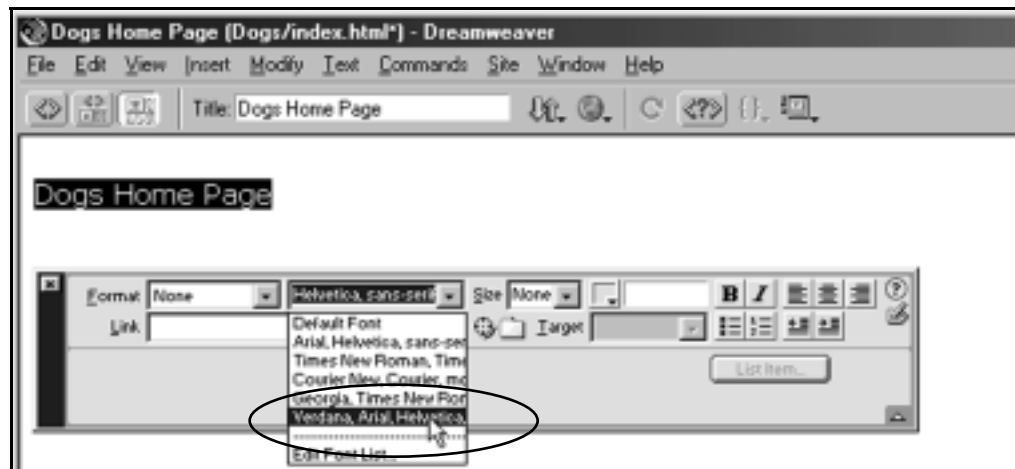 Dogs Home Page (Dogs/index.html*) - Dreamweaver
File Edit View Insert Modify Text Commands Site Window Help
Title: Dogs Home Page
Dogs Home Page
Format None Helvetica, sans-serif Size None B I
Link Target
Default Font
Arial, Helvetica, sans-ser
Times New Roman, Time
Courier New, Courier, mo
Georgia, Times New Rom
Verdana, Arial, Helvetica,
Edit Font List...
List Item...